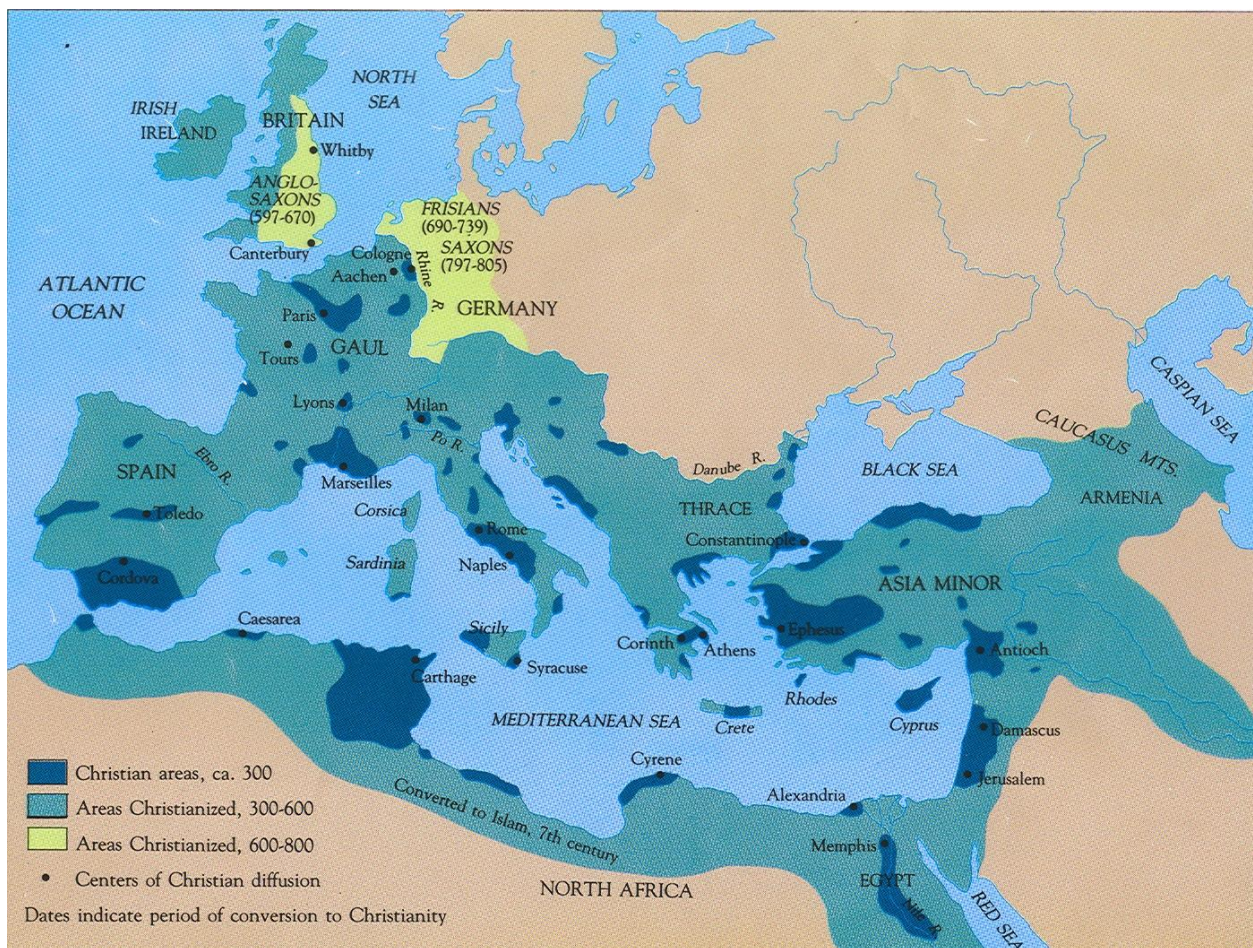 NORTH
SEA
IRISH
IRELAND
BRITAIN
Whitby
ANGLO-
SAXONS
(597-670)
FRISIANS
(690-739)
SAXONS
(797-805)
Canterbury
Cologne
Aachen
Rhine R.
ATLANTIC
OCEAN
GERMANY
Paris
Tours
GAUL
Lyons
Milan
Po R.
CASPIAN SEA
CAUCASUS MTS.
Ebro R.
SPAIN
Marseilles
Danube R.
BLACK SEA
ARMENIA
Toledo
Corsica
THRACE
Rome
Constantinople
Sardinia
Naples
Cordova
ASIA MINOR
Caesarea
Sicily
Corinth
Athens
Ephesus
Antioch
Carthage
Syracuse
Rhodes
MEDITERRANEAN SEA
Crete
Cyprus
Damascus
Cyrene
Jerusalem
Alexandria
Converted to Islam, 7th century
Memphis
NORTH AFRICA
EGYPT
Nile R.
RED SEA
Christian areas, ca. 300
Areas Christianized, 300-600
Areas Christianized, 600-800
Centers of Christian diffusion
Dates indicate period of conversion to Christianity